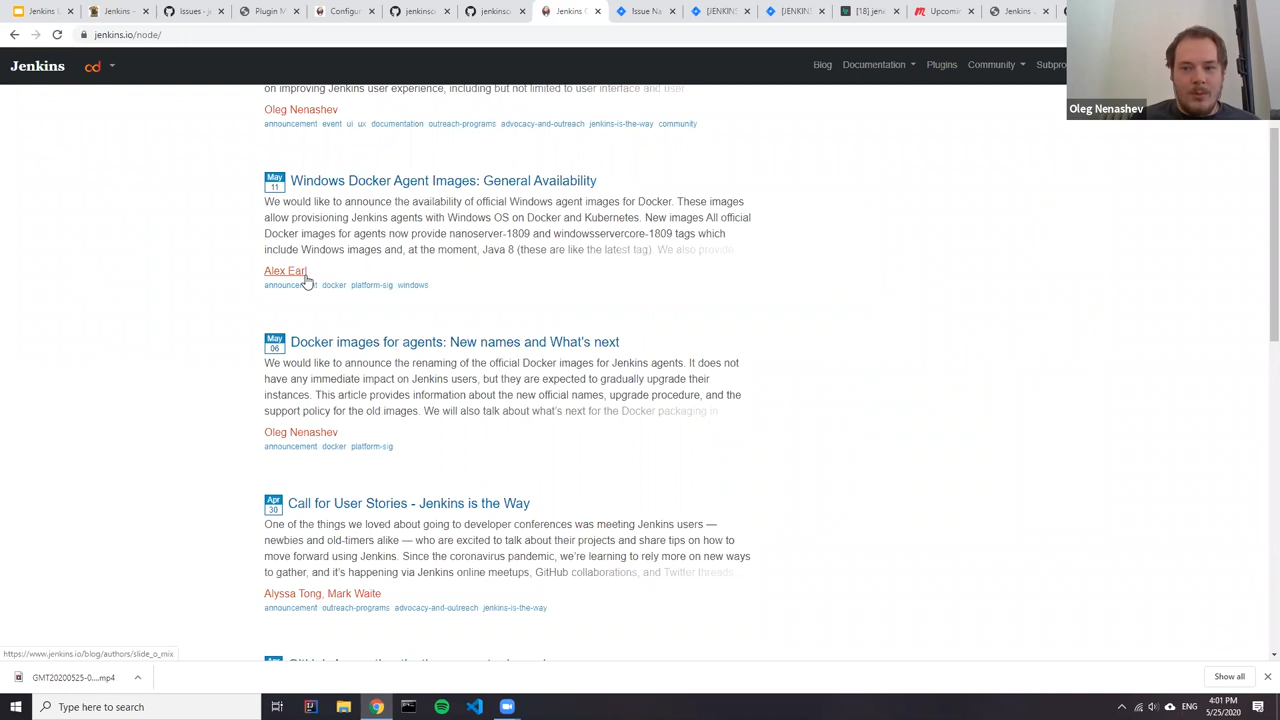 Jenkins
Jenkins -
issues - j
Plugin M
Configur
jenkinsci
jenkinsci
Jenkins
Issue Na
[JENKINS
[JENKINS
[18] jen
Upcomi
Jenkins
jenkins.io/node/
Jenkins
cd
Blog
Documentation
Plugins
Community
Subpro
Oleg Nenashev
on improving Jenkins user experience, including but not limited to user interface and user
Oleg Nenashev
announcement event ui ux documentation outreach-programs advocacy-and-outreach jenkins-is-the-way community
May
11
Windows Docker Agent Images: General Availability
We would like to announce the availability of official Windows agent images for Docker. These images
allow provisioning Jenkins agents with Windows OS on Docker and Kubernetes. New images All official
Docker images for agents now provide nanoserver-1809 and windowsservercore-1809 tags which
include Windows images and, at the moment, Java 8 (these are like the latest tag). We also provide
Alex Earl
announcement docker platform-sig windows
May
06
Docker images for agents: New names and What's next
We would like to announce the renaming of the official Docker images for Jenkins agents. It does not
have any immediate impact on Jenkins users, but they are expected to gradually upgrade their
instances. This article provides information about the new official names, upgrade procedure, and the
support policy for the old images. We will also talk about what's next for the Docker packaging in
Oleg Nenashev
announcement docker platform-sig
Apr
30
Call for User Stories - Jenkins is the Way
One of the things we loved about going to developer conferences was meeting Jenkins users —
newbies and old-timers alike — who are excited to talk about their projects and share tips on how to
move forward using Jenkins. Since the coronavirus pandemic, we're learning to rely more on new ways
to gather, and it's happening via Jenkins online meetups, GitHub collaborations, and Twitter threads
Alyssa Tong, Mark Waite
announcement outreach-programs advocacy-and-outreach jenkins-is-the-way
Apr
https://www.jenkins.io/blog/authors/slide_o_mix
GMT20200525-0....mp4
Show all
Type here to search
ENG
4:01 PM
5/25/2020